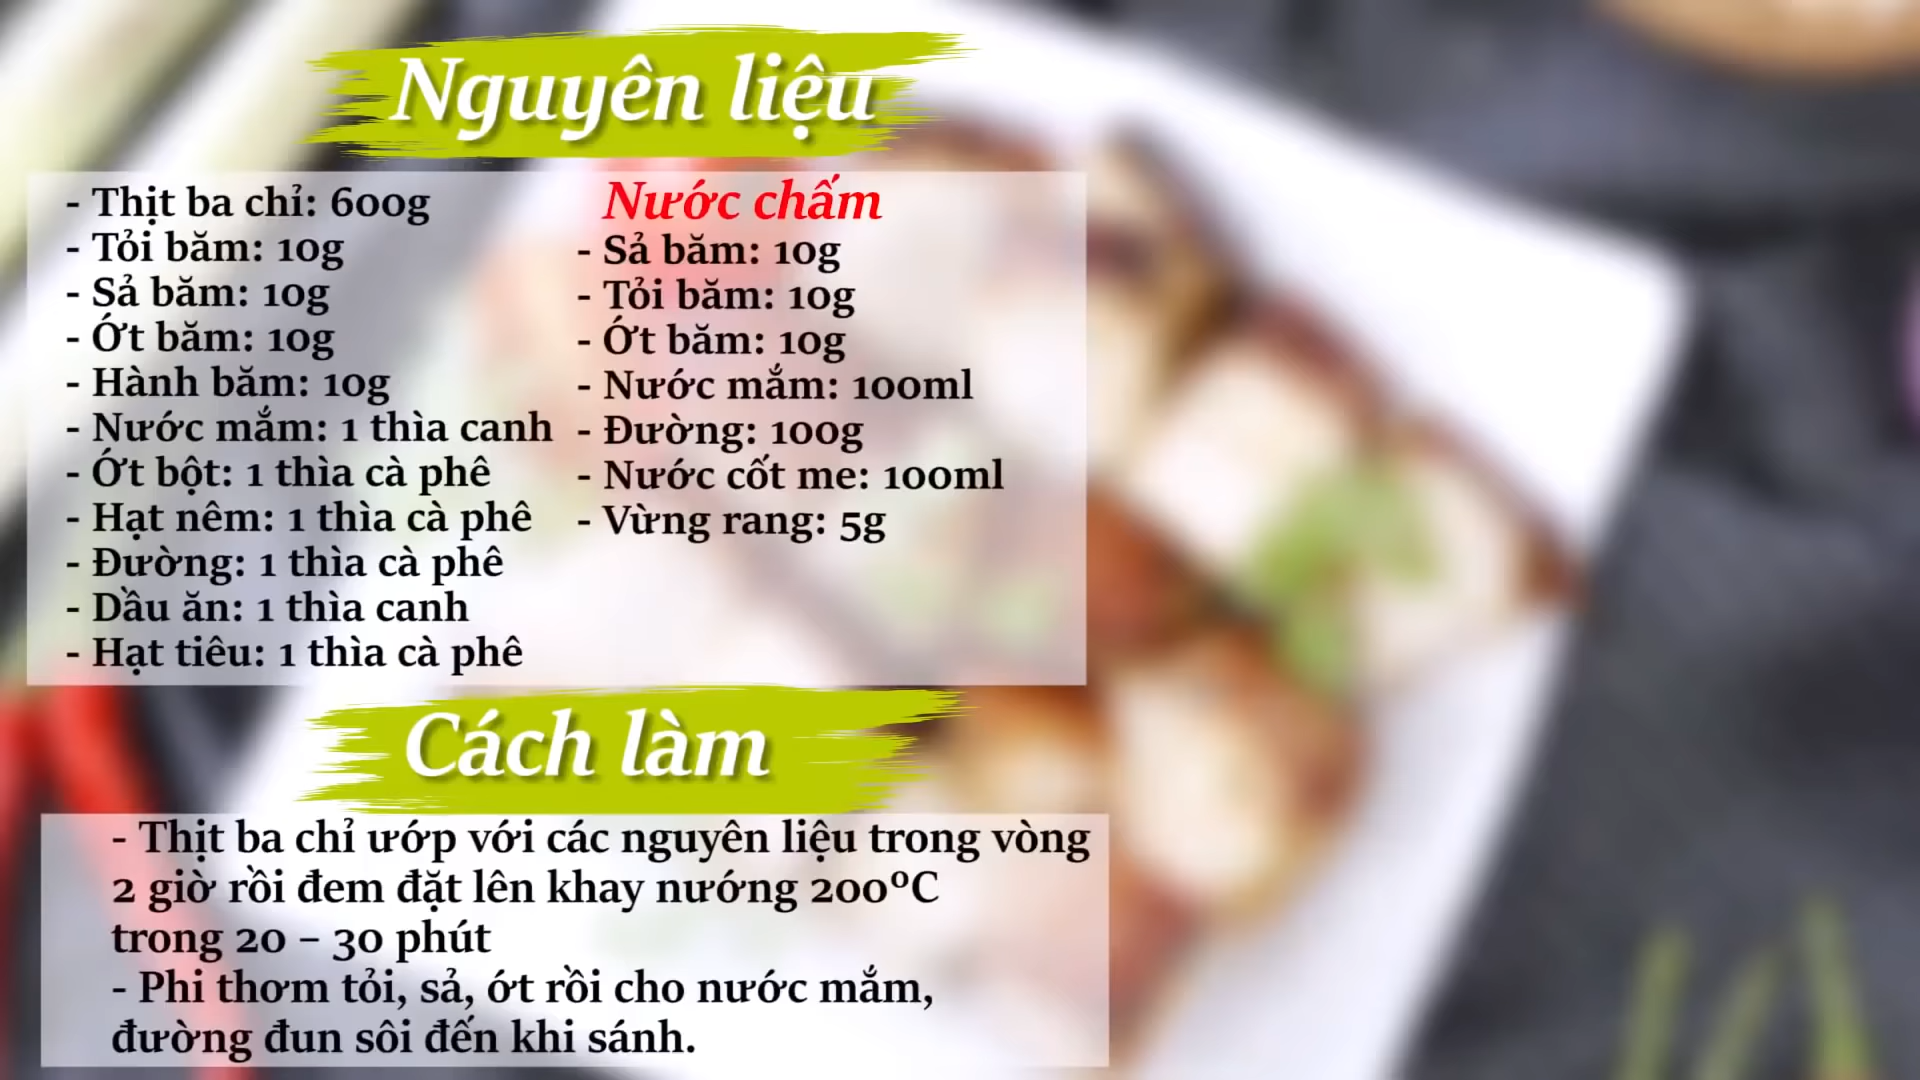 Nguyên liệu
- Thịt ba chỉ: 600g
- Tỏi băm: 10g
- Sả băm: 10g
- Ớt băm: 10g
- Hành băm: 10g
- Nước mắm: 1 thìa canh
- Ớt bột: 1 thìa cà phê
- Hạt nêm: 1 thìa cà phê
- Đường: 1 thìa cà phê
- Dầu ăn: 1 thìa canh
- Hạt tiêu: 1 thìa cà phê
Nước chấm
- Sả băm: 10g
- Tỏi băm: 10g
- Ớt băm: 10g
- Nước mắm: 100ml
- Đường: 100g
- Nước cốt me: 100ml
- Vừng rang: 5g
Cách làm
- Thịt ba chỉ ướp với các nguyên liệu trong vòng
2 giờ rồi đem đặt lên khay nướng 200ºC
trong 20 – 30 phút
- Phi thơm tỏi, sả, ớt rồi cho nước mắm,
đường đun sôi đến khi sánh.